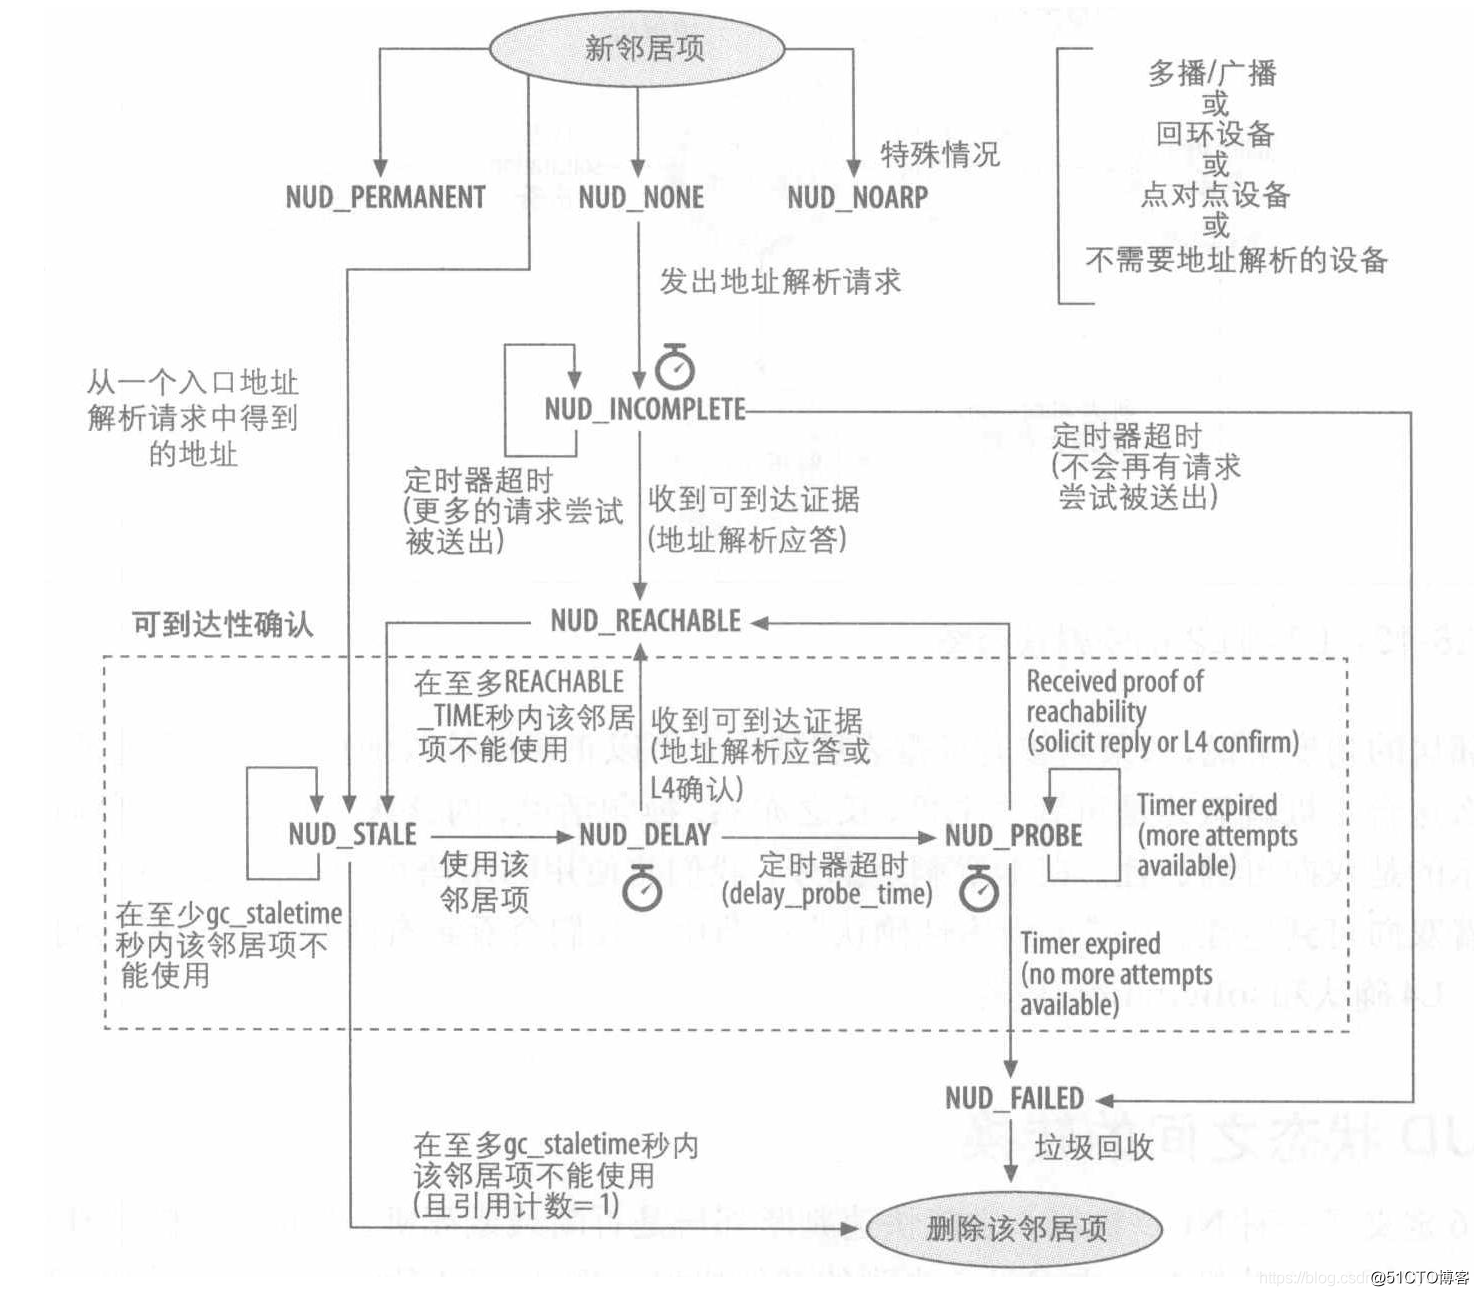 新邻居项
多播/广播
或
回环设备
或
点对点设备
或
不需要地址解析的设备
特殊情况
NUD_PERMANENT
NUD_NONE
NUD_NOARP
发出地址解析请求
从一个入口地址
解析请求中得到
的地址
NUD_INCOMPLETE
定时器超时
(不会再有请求
尝试被送出)
定时器超时
(更多的请求尝试
被送出)
收到可到达证据
(地址解析应答)
可到达性确认
NUD_REACHABLE
在至多REACHABLE
_TIME秒内该邻居
项不能使用
收到可到达证据
(地址解析应答或
L4确认)
Received proof of
reachability
(solicit reply or L4 confirm)
NUD_STALE
NUD_DELAY
NUD_PROBE
Timer expired
(more attempts
available)
使用该
邻居项
定时器超时
(delay_probe_time)
在至少gc_staletime
秒内该邻居项不
能使用
Timer expired
(no more attempts
available)
NUD_FAILED
垃圾回收
在至多gc_staletime秒内
该邻居项不能使用
(且引用计数=1)
删除该邻居项
https://blog.csd
@51CTO博客